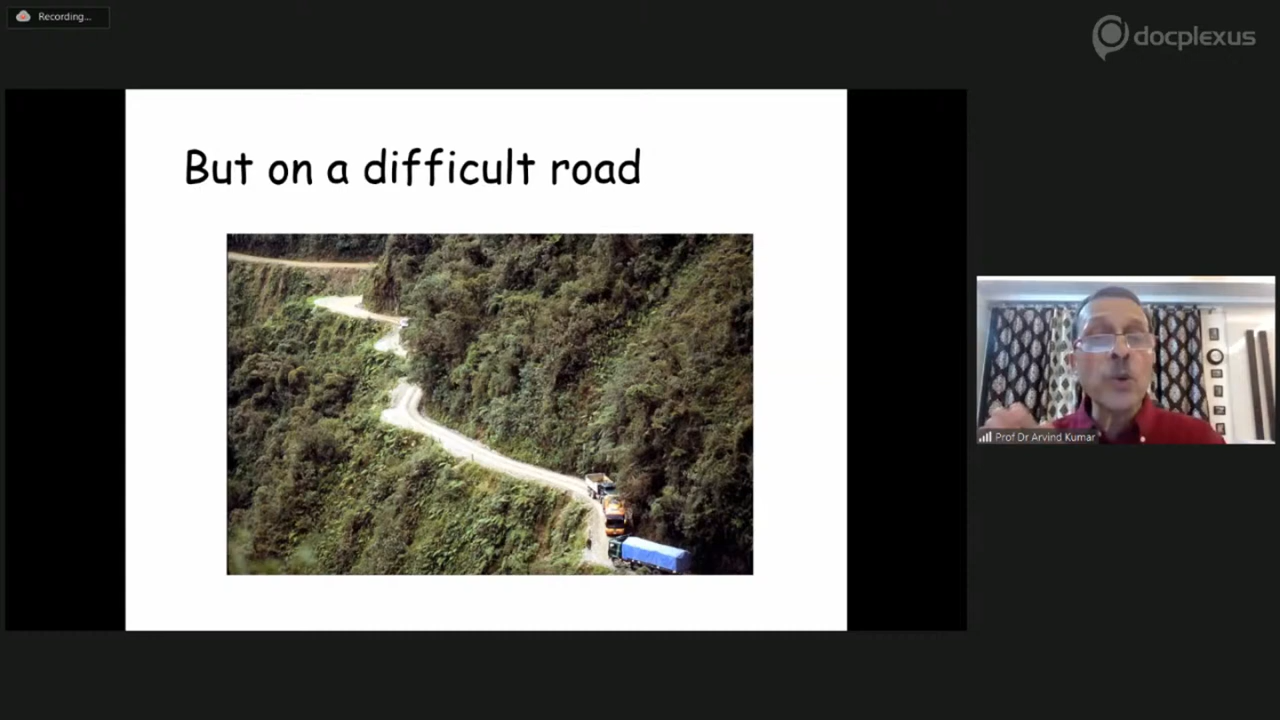 Recording...
docplexus
But on a difficult road
Prof Dr Arvind Kumar